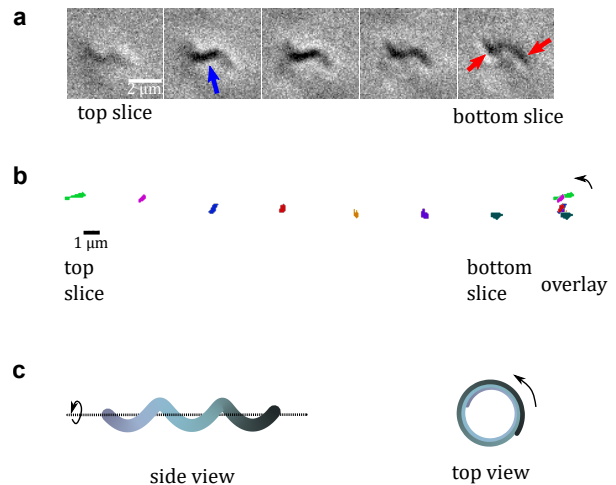 a
2 μm
top slice
bottom slice
b
1 μm
top
slice
bottom
slice
overlay
c
side view
top view